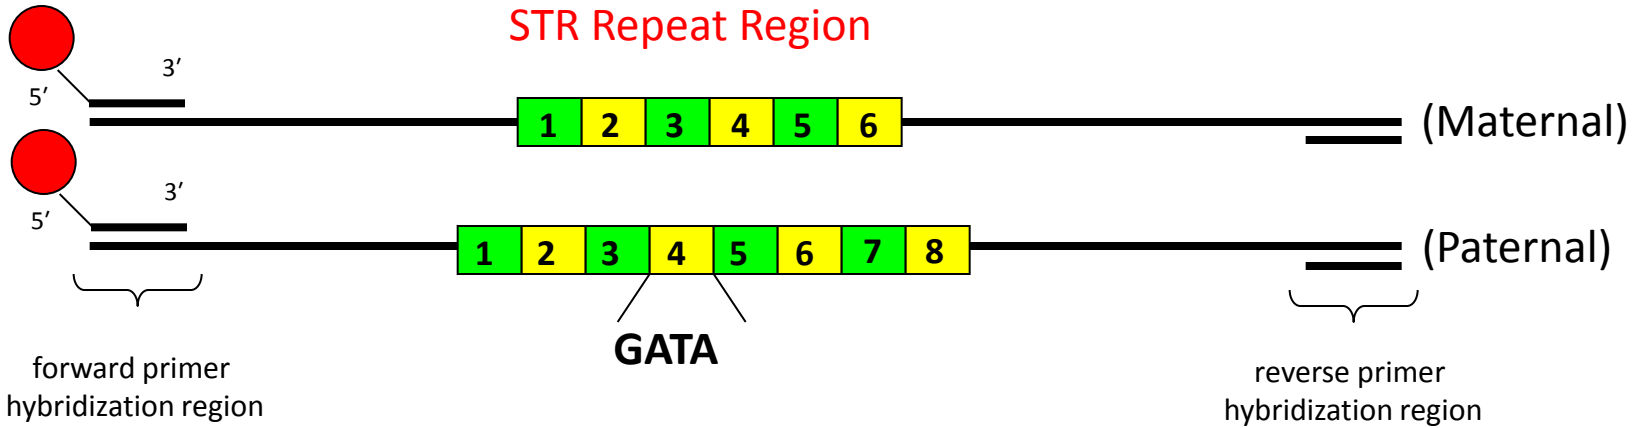 STR Repeat Region
3′
5′
1 2 3 4 5 6
(Maternal)
3′
5′
1 2 3 4 5 6 7 8
(Paternal)
GATA
forward primer
hybridization region
reverse primer
hybridization region